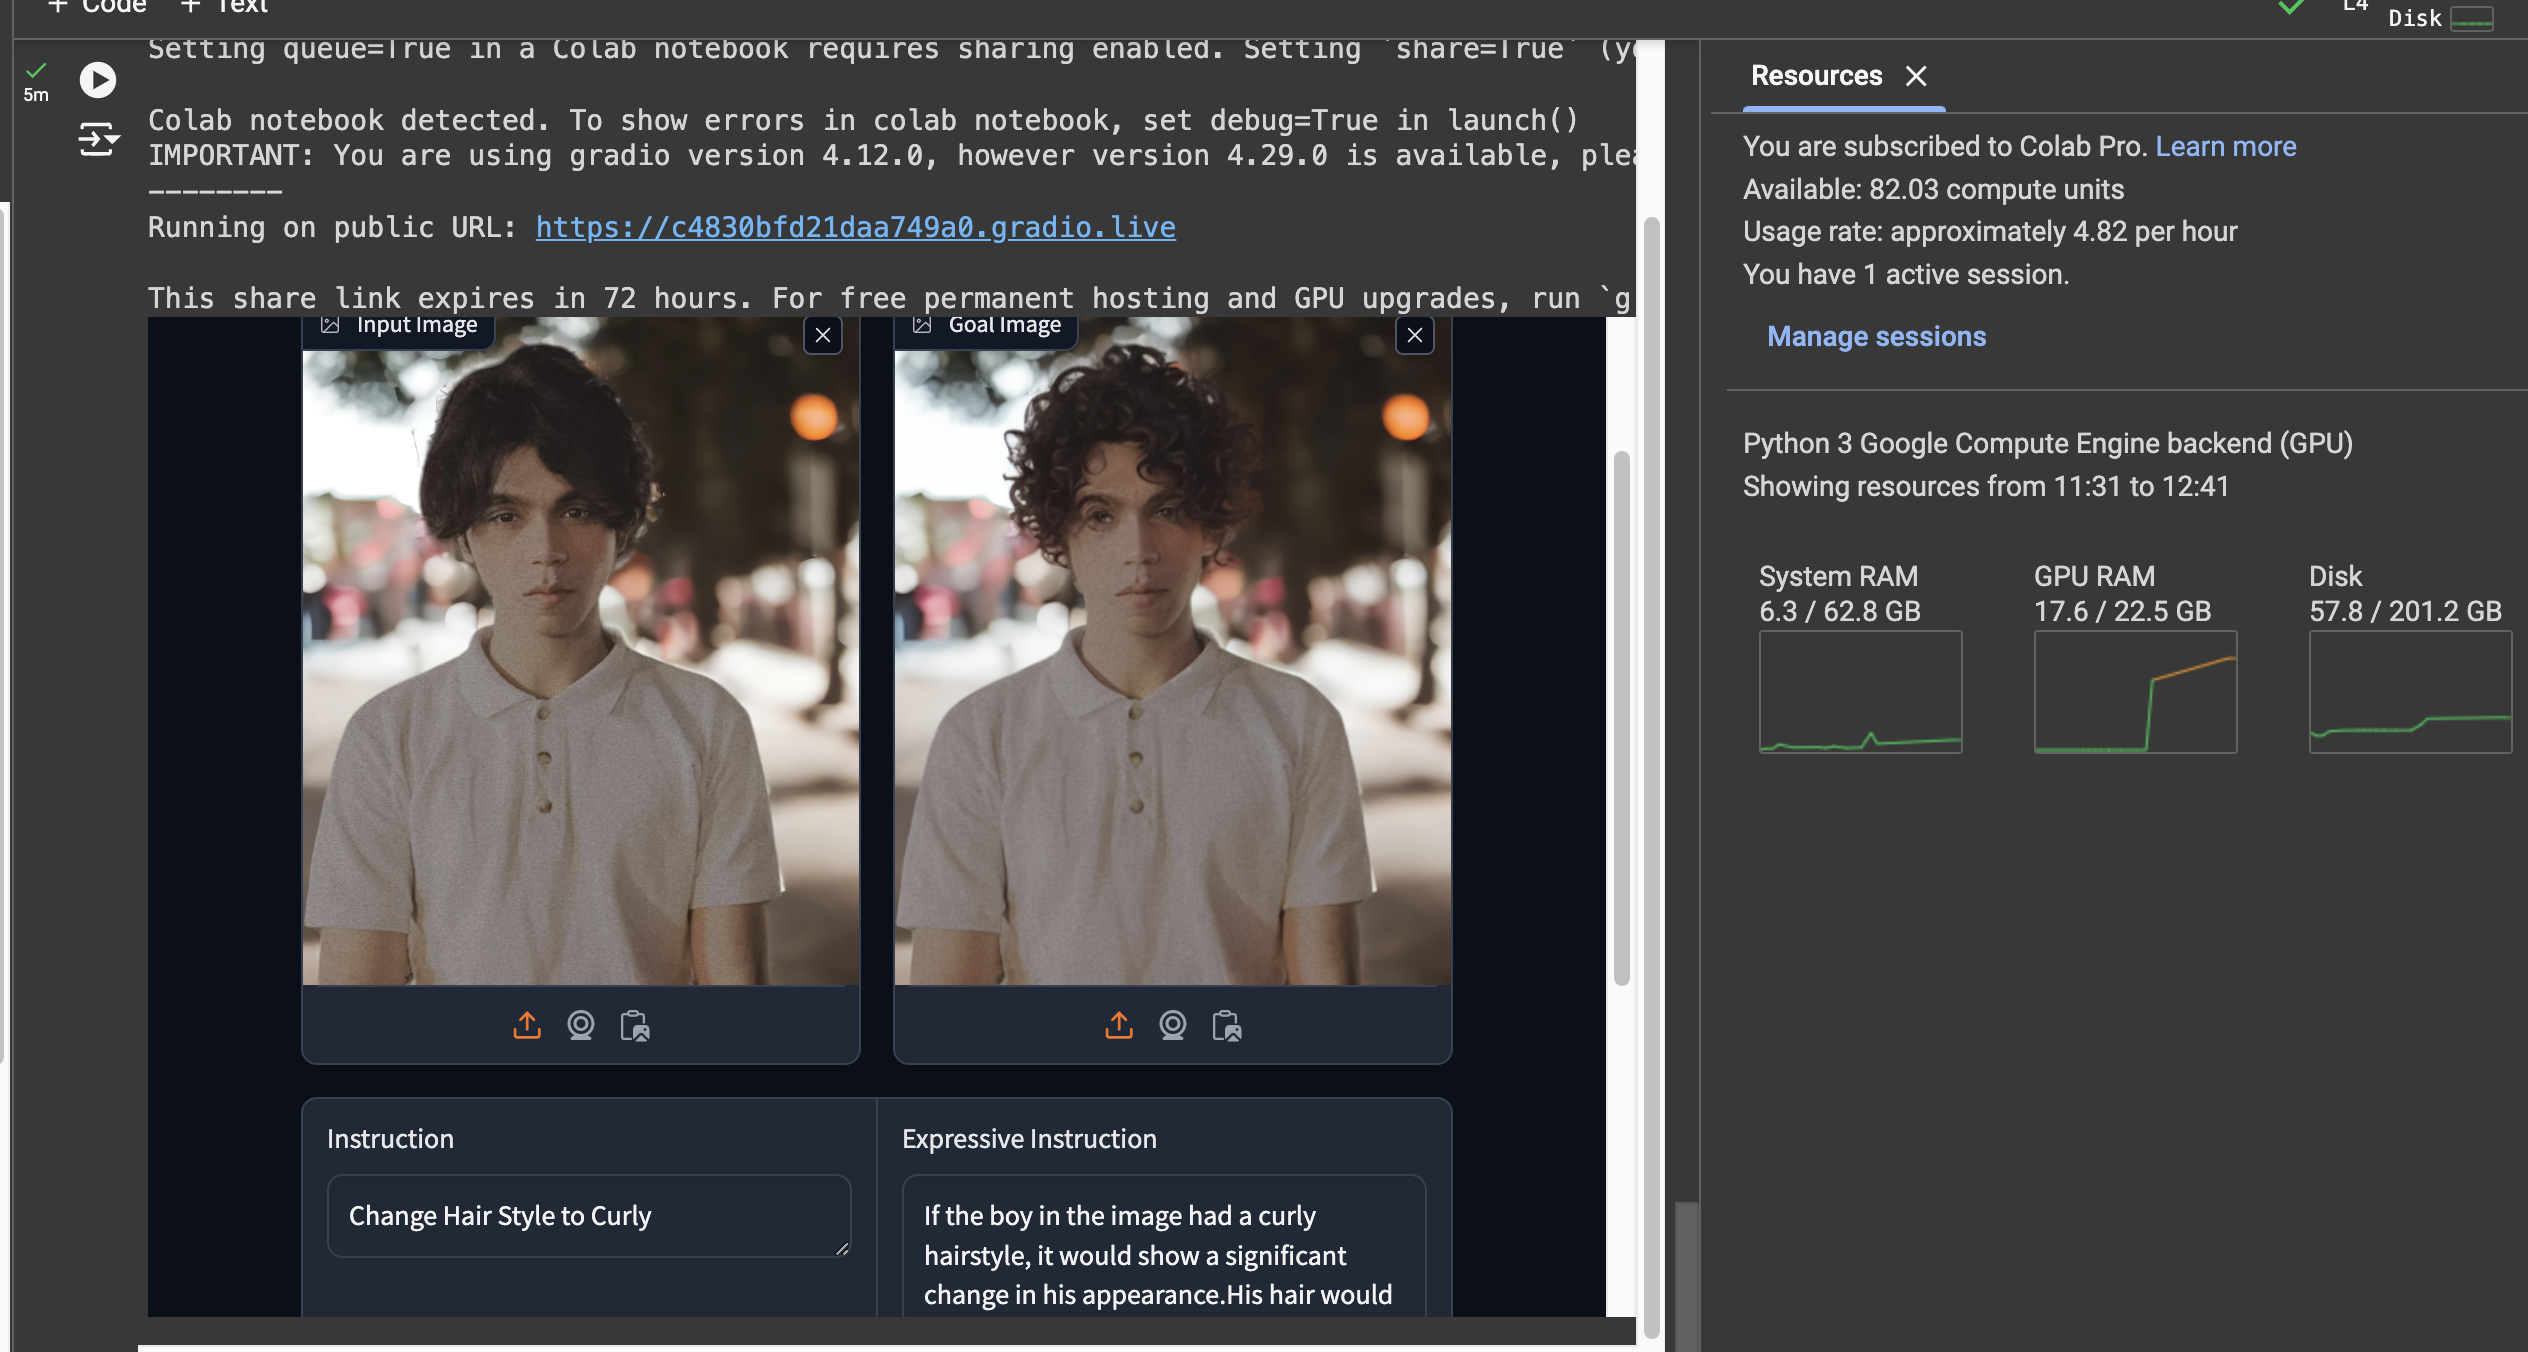 + Code + Text
L4
Disk
5m
Setting queue=True in a Colab notebook requires sharing enabled. Setting `share=True` (yo
Colab notebook detected. To show errors in colab notebook, set debug=True in launch()
IMPORTANT: You are using gradio version 4.12.0, however version 4.29.0 is available, plea
--------
Running on public URL: https://c4830bfd21daa749a0.gradio.live
This share link expires in 72 hours. For free permanent hosting and GPU upgrades, run `g
Input Image
Goal Image
Instruction
Change Hair Style to Curly
Expressive Instruction
If the boy in the image had a curly
hairstyle, it would show a significant
change in his appearance.His hair would
Resources
You are subscribed to Colab Pro. Learn more
Available: 82.03 compute units
Usage rate: approximately 4.82 per hour
You have 1 active session.
Manage sessions
Python 3 Google Compute Engine backend (GPU)
Showing resources from 11:31 to 12:41
System RAM
6.3 / 62.8 GB
GPU RAM
17.6 / 22.5 GB
Disk
57.8 / 201.2 GB